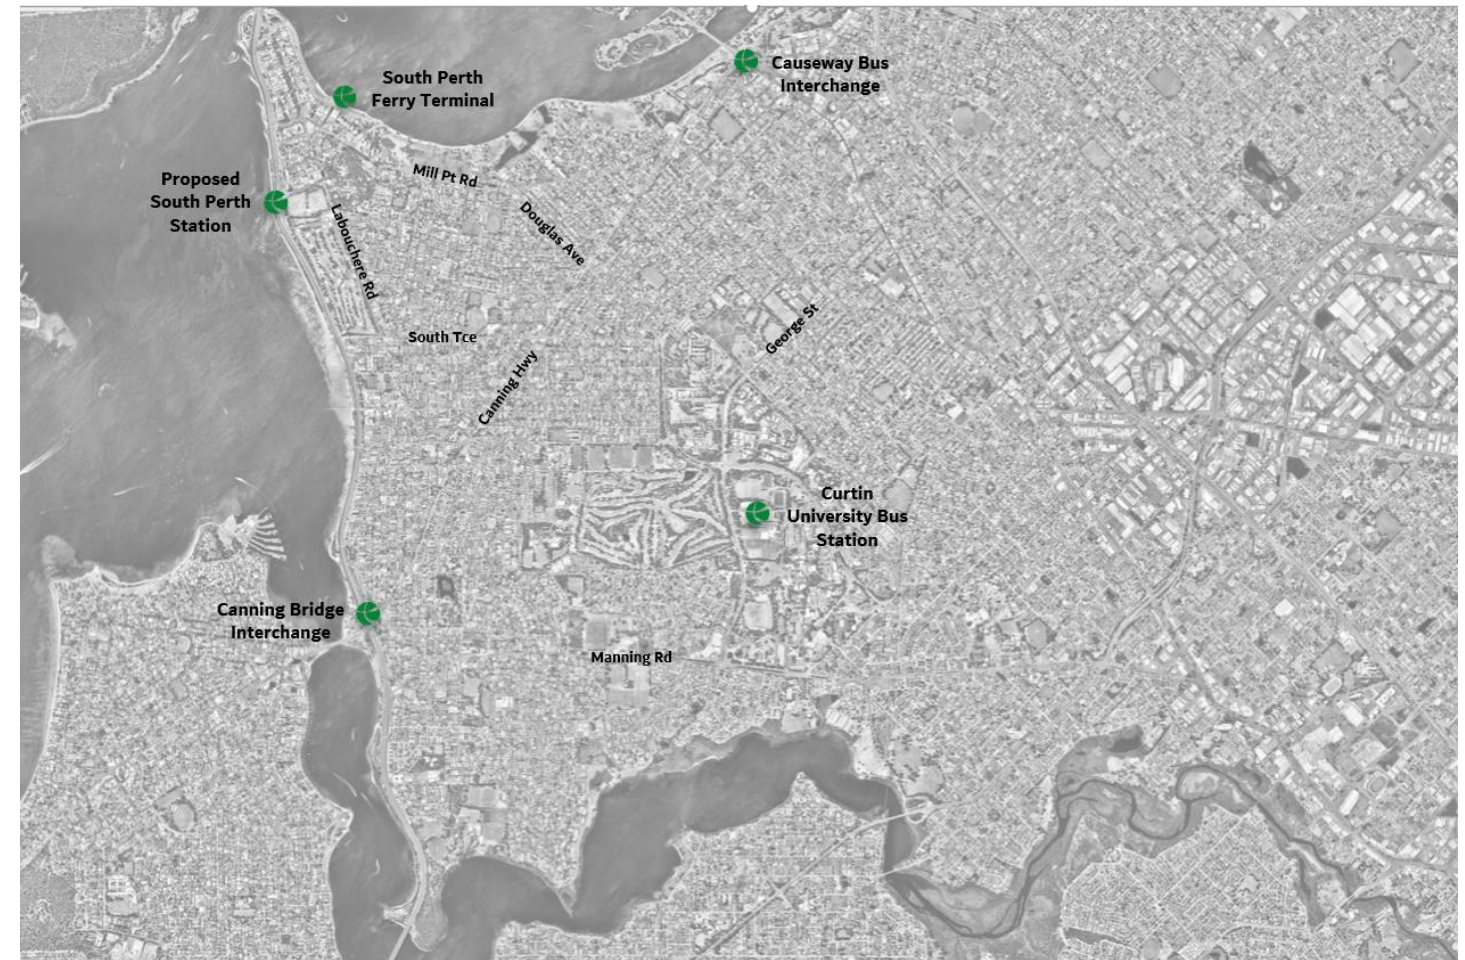 Causeway Bus
Interchange
South Perth
Ferry Terminal
Mill Pt Rd
Proposed
South Perth
Station
Labouchere Rd
Douglas Ave
South Tce
George St
Canning Hwy
Curtin
University Bus
Station
Canning Bridge
Interchange
Manning Rd